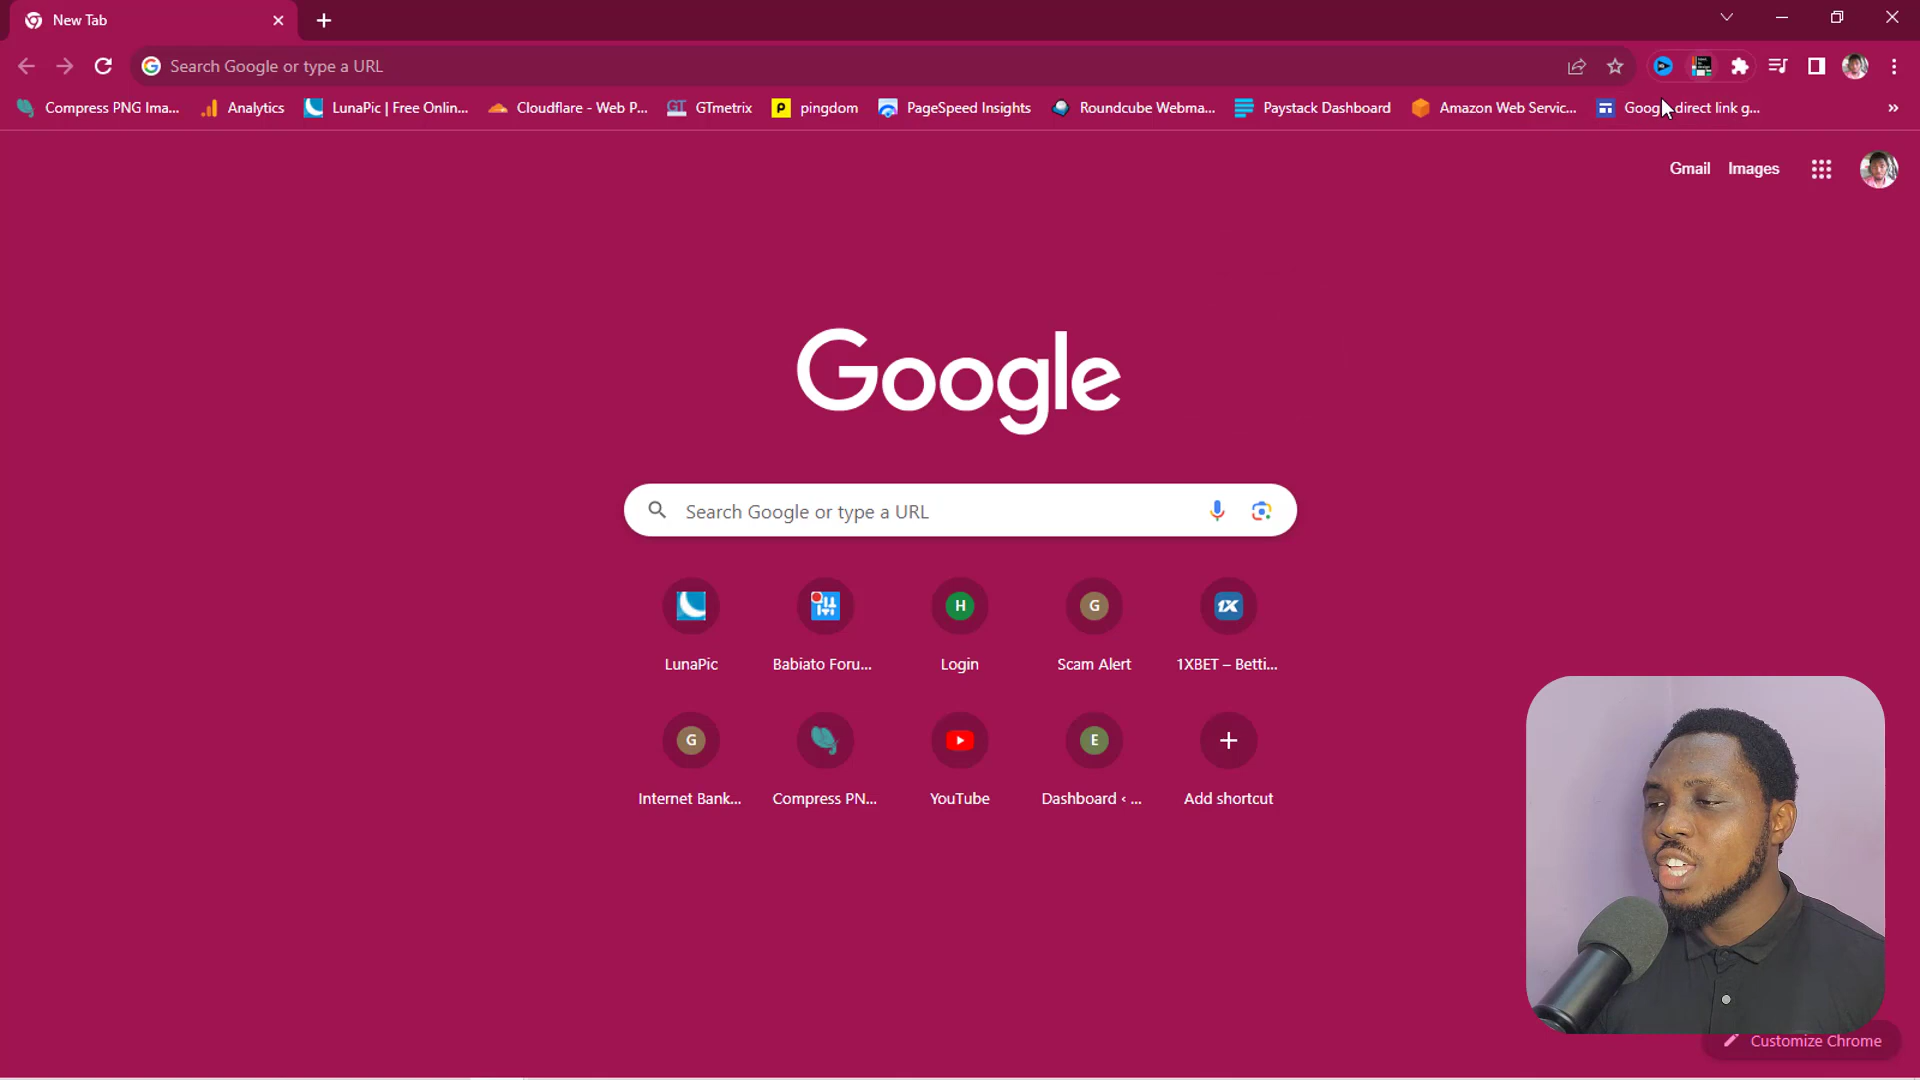 New Tab
Search Google or type a URL
Compress PNG Ima...
Analytics
LunaPic | Free Onlin...
Cloudflare - Web P...
GT
GTmetrix
pingdom
PageSpeed Insights
Roundcube Webma...
Paystack Dashboard
Amazon Web Servic...
direct link g...
Gmail
Images
Google
Search Google or type a URL
H
G
1X
LunaPic
Babiato Foru...
Login
Scam Alert
1XBET – Betti...
G
E
Internet Bank...
Compress PN...
YouTube
Dashboard ‹ ...
Add shortcut
Customize Chrome